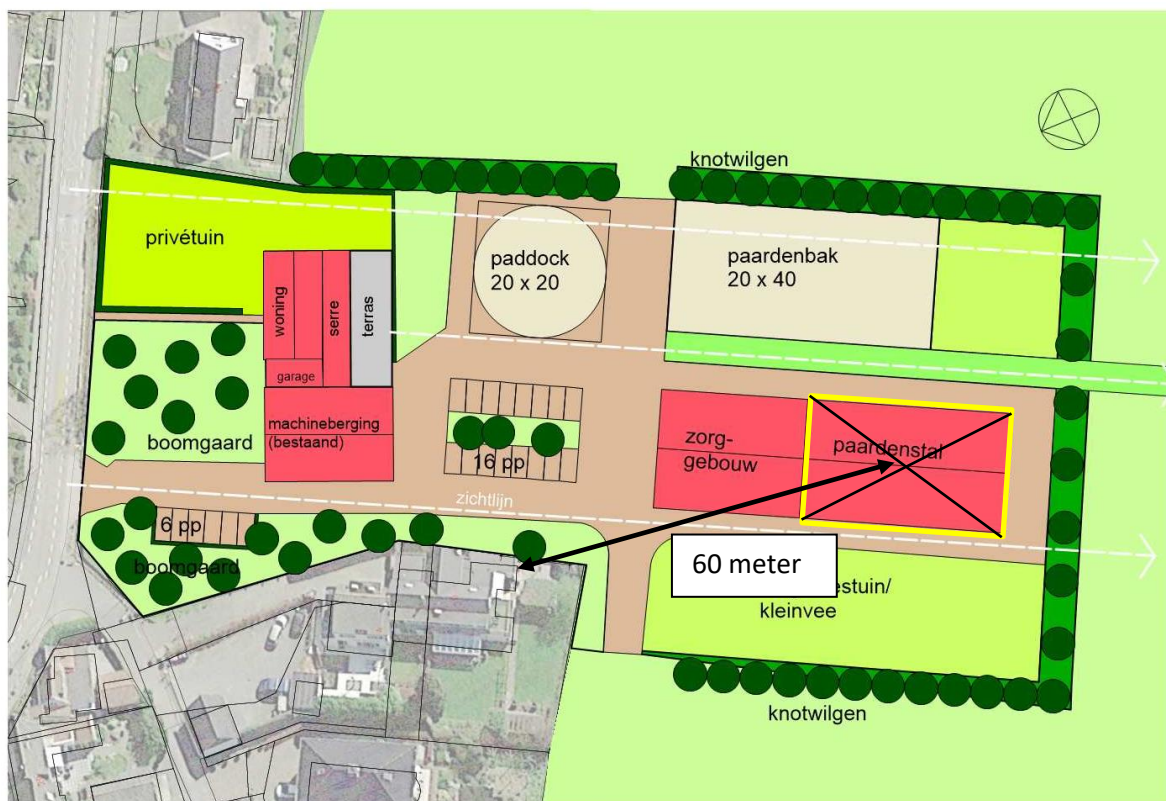 knotwilgen
privétuin
paddock
20 x 20
paardenbak
20 x 40
woning
serre
terras
garage
machineberging
(bestaand)
boomgaard
16 pp
zorg-
gebouw
paardenstal
zichtlijn
6 pp
boomgaard
60 meter
kleinvee
knotwilgen